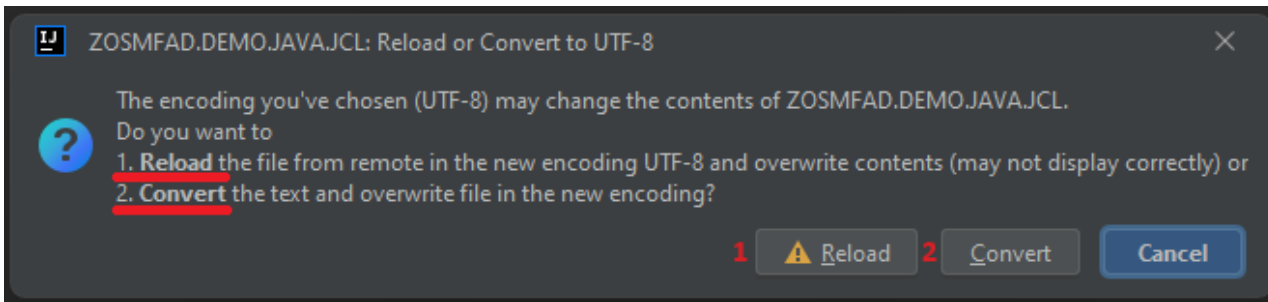 IJ
ZOSMFAD.DEMO.JAVA.JCL: Reload or Convert to UTF-8
The encoding you've chosen (UTF-8) may change the contents of ZOSMFAD.DEMO.JAVA.JCL.
Do you want to
1. Reload the file from remote in the new encoding UTF-8 and overwrite contents (may not display correctly) or
2. Convert the text and overwrite file in the new encoding?
1 Reload 2 Convert Cancel